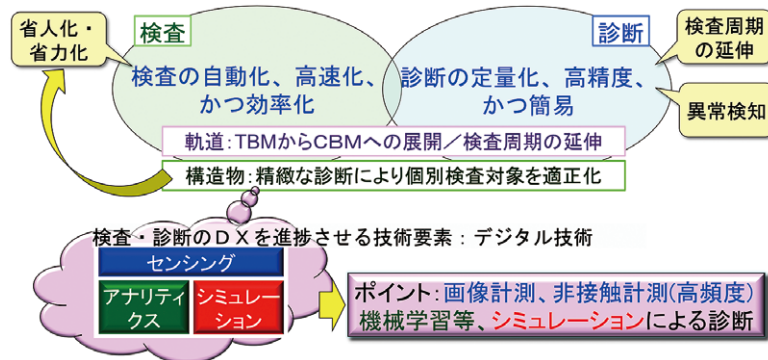 省人化・
省力化
検査
検査の自動化、高速化、
かつ効率化
診断
診断の定量化、高精度、
かつ簡易
検査周期
の延伸
異常検知
軌道：TBMからCBMへの展開／検査周期の延伸
構造物：精緻な診断により個別検査対象を適正化
検査・診断のＤＸを進捗させる技術要素：デジタル技術
センシング
アナリティ
クス
シミュレー
ション
ポイント：画像計測、非接触計測(高頻度)
機械学習等、シミュレーションによる診断